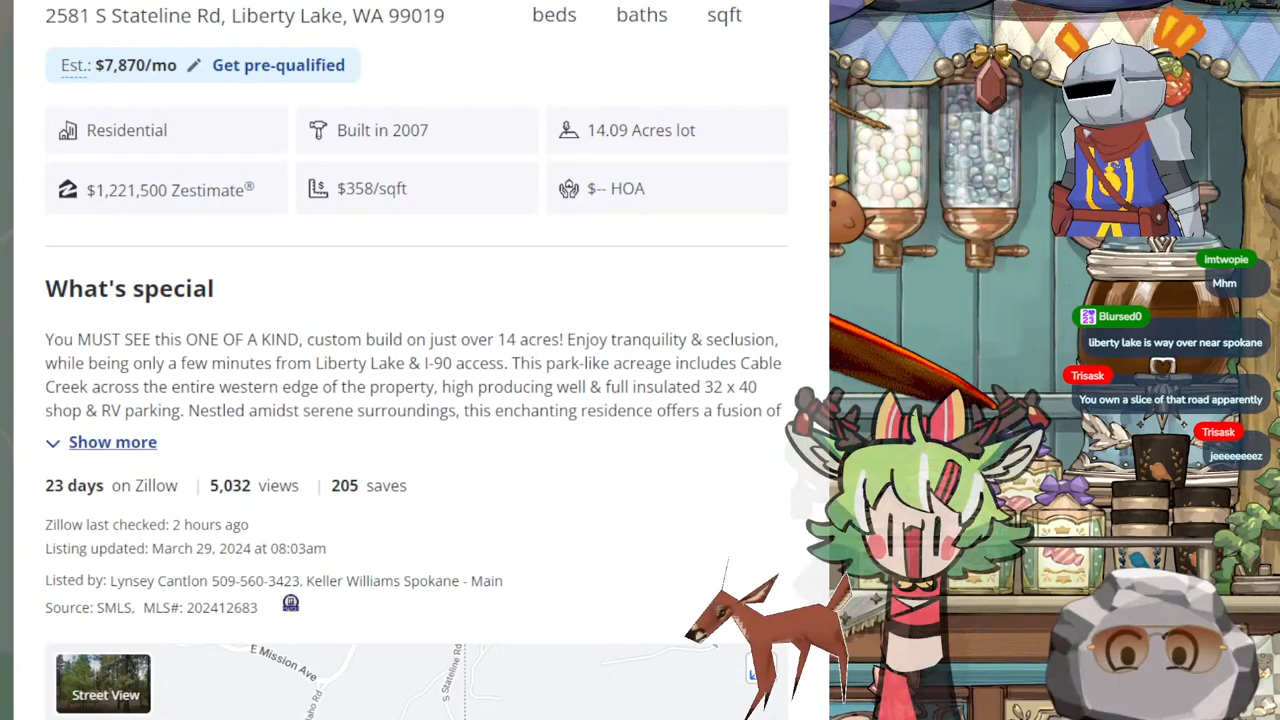 2581 S Stateline Rd, Liberty Lake, WA 99019
beds baths sqft
Est.: $7,870/mo Get pre-qualified
Residential
Built in 2007
14.09 Acres lot
$1,221,500 Zestimate®
$358/sqft
$-- HOA
What's special
You MUST SEE this ONE OF A KIND, custom build on just over 14 acres! Enjoy tranquility & seclusion,
while being only a few minutes from Liberty Lake & I-90 access. This park-like acreage includes Cable
Creek across the entire western edge of the property, high producing well & full insulated 32 x 40
shop & RV parking. Nestled amidst serene surroundings, this enchanting residence offers a fusion of
Show more
23 days on Zillow | 5,032 views | 205 saves
Zillow last checked: 2 hours ago
Listing updated: March 29, 2024 at 08:03am
Listed by: Lynsey Cantlon 509-560-3423, Keller Williams Spokane - Main
Source: SMLS, MLS#: 202412683
Street View
E Mission Ave
S Stateline Rd
imtwopie
Mhm
Blursed0
liberty lake is way over near spokane
Trisask
You own a slice of that road apparently
Trisask
jeeeeeeeez